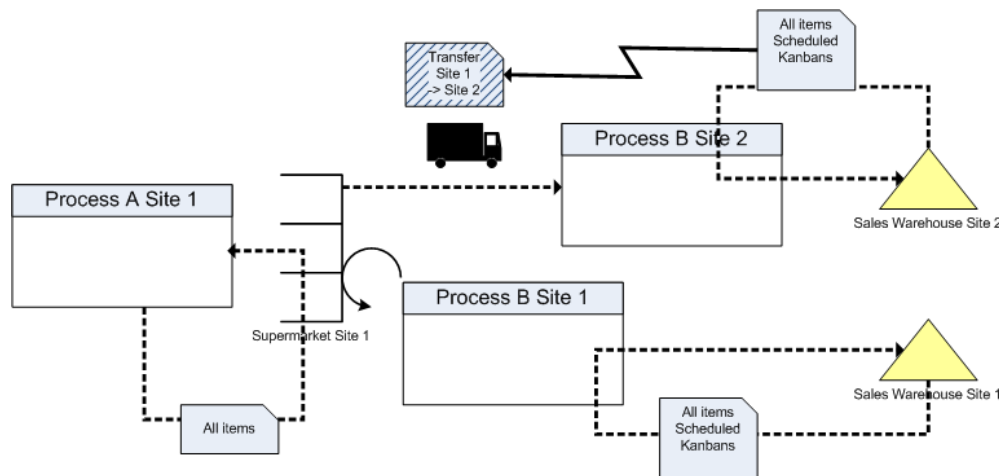 All items
Scheduled
Kanbans
Transfer
Site 1
-> Site 2
Process B Site 2
Process A Site 1
Sales Warehouse Site 2
Process B Site 1
Supermarket Site 1
Sales Warehouse Site 1
All items
Scheduled
Kanbans
All items